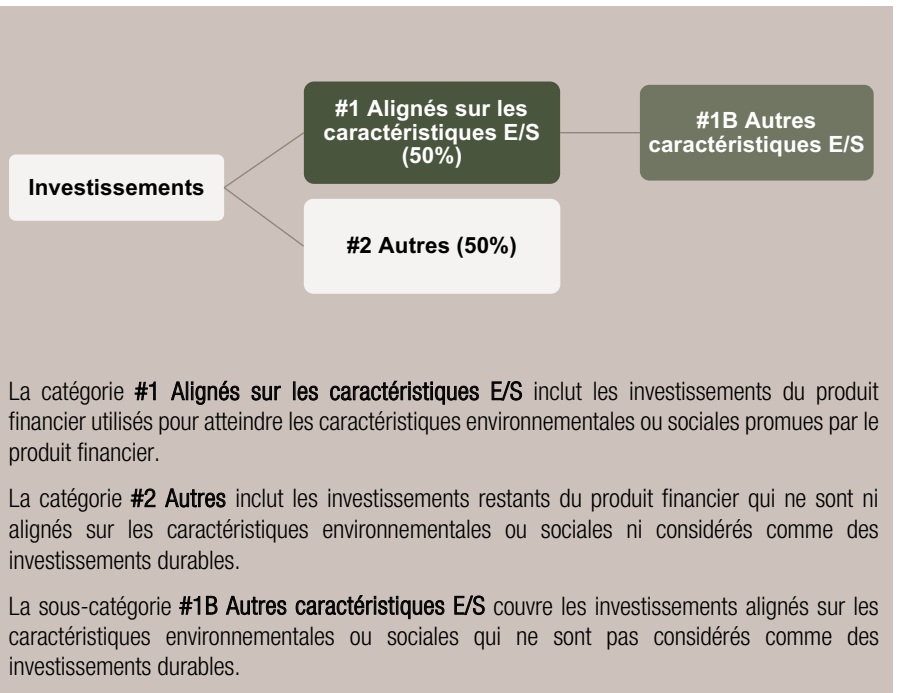 #1 Alignés sur les
caractéristiques E/S
(50%)
#1B Autres
caractéristiques E/S
Investissements
#2 Autres (50%)
La catégorie #1 Alignés sur les caractéristiques E/S inclut les investissements du produit
financier utilisés pour atteindre les caractéristiques environnementales ou sociales promues par le
produit financier.
La catégorie #2 Autres inclut les investissements restants du produit financier qui ne sont ni
alignés sur les caractéristiques environnementales ou sociales ni considérés comme des
investissements durables.
La sous-catégorie #1B Autres caractéristiques E/S couvre les investissements alignés sur les
caractéristiques environnementales ou sociales qui ne sont pas considérés comme des
investissements durables.